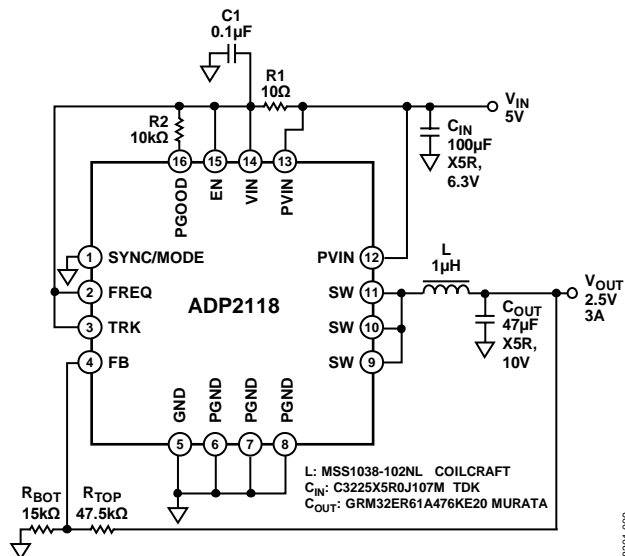 C1
0.1µF
R1
10Ω
VIN
5V
R2
10kΩ
CIN
100µF
X5R,
6.3V
16
15
14
13
PGOOD
EN
VIN
PVIN
1
SYNC/MODE
PVIN
12
L
1µH
2
FREQ
ADP2118
SW
11
VOUT
2.5V
3A
3
TRK
SW
10
COUT
47µF
X5R,
10V
4
FB
SW
9
GND
PGND
PGND
PGND
5
6
7
8
L: MSS1038-102NL COILCRAFT
CIN: C3225X5R0J107M TDK
COUT: GRM32ER61A476KE20 MURATA
RBOT
15kΩ
RTOP
47.5kΩ